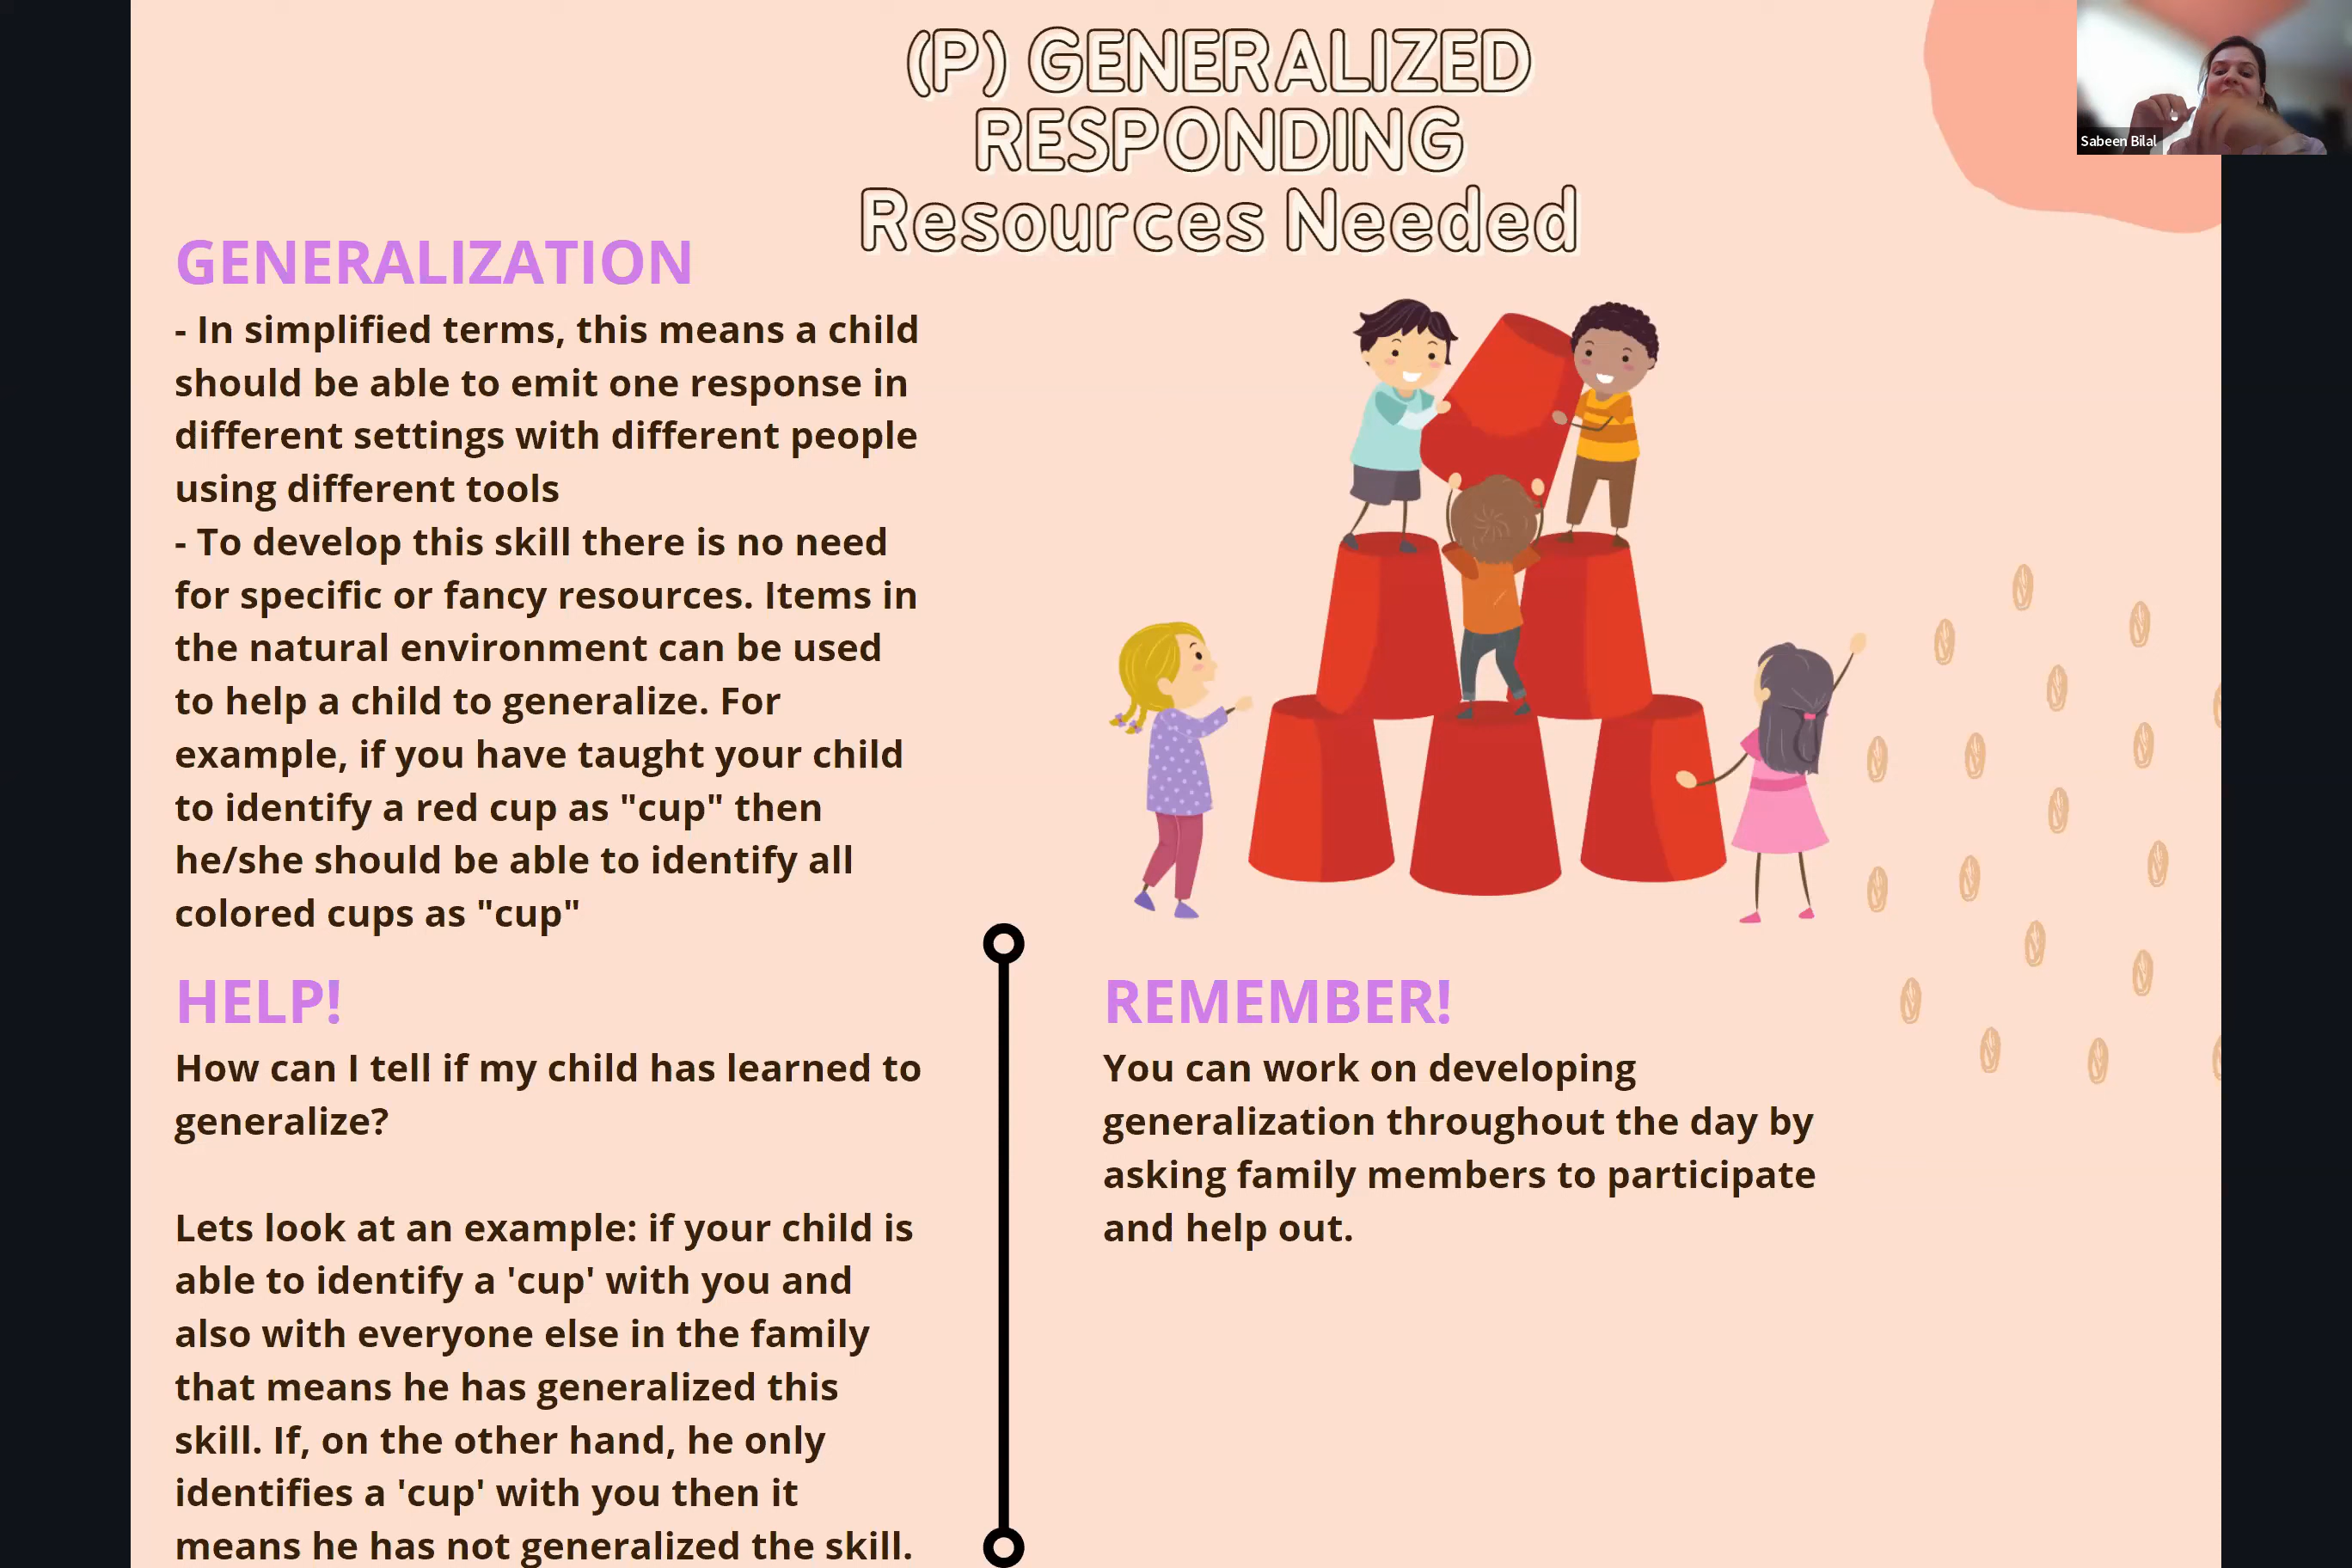 (P) GENERALIZED
RESPONDING
Resources Needed
Sabeen Bilal
GENERALIZATION
- In simplified terms, this means a child
should be able to emit one response in
different settings with different people
using different tools
- To develop this skill there is no need
for specific or fancy resources. Items in
the natural environment can be used
to help a child to generalize. For
example, if you have taught your child
to identify a red cup as "cup" then
he/she should be able to identify all
colored cups as "cup"
HELP!
How can I tell if my child has learned to
generalize?
Lets look at an example: if your child is
able to identify a 'cup' with you and
also with everyone else in the family
that means he has generalized this
skill. If, on the other hand, he only
identifies a 'cup' with you then it
means he has not generalized the skill.
REMEMBER!
You can work on developing
generalization throughout the day by
asking family members to participate
and help out.